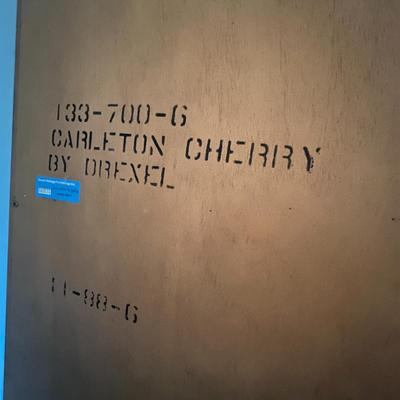 133-700-6
CARLETON CHERRY
BY DREXEL
11-88-6